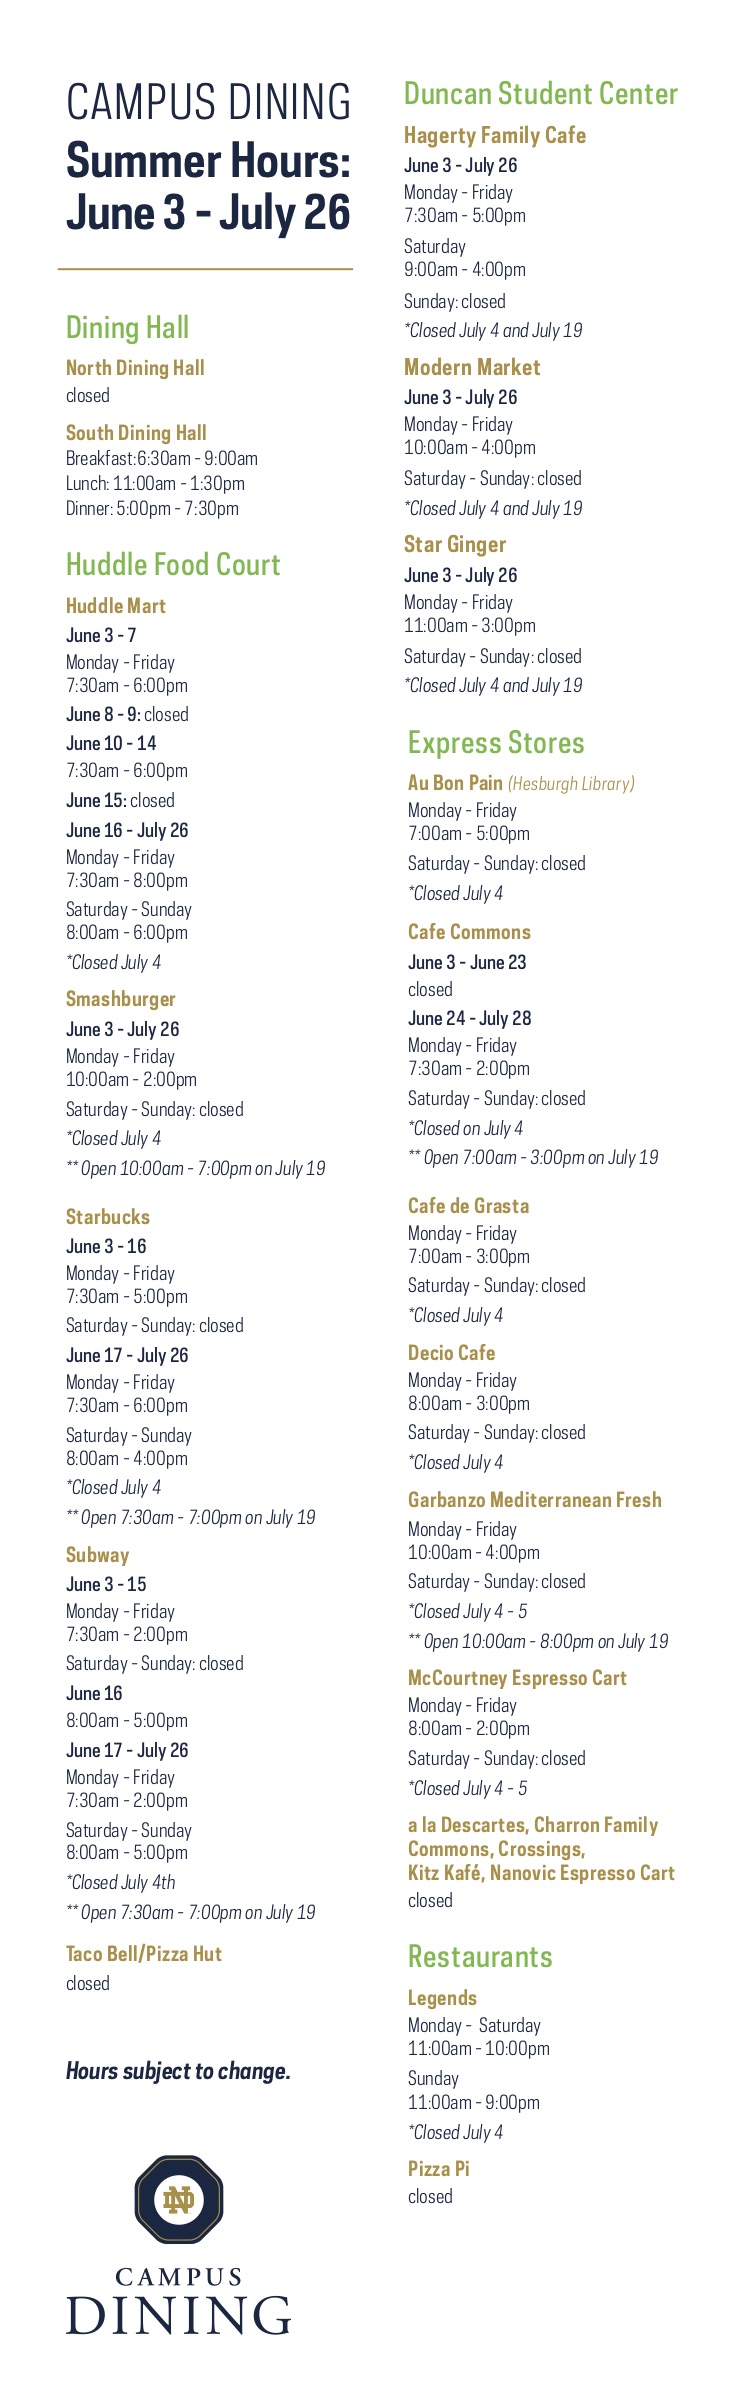 CAMPUS DINING
Summer Hours:
June 3 - July 26
Dining Hall
North Dining Hall
closed
South Dining Hall
Breakfast:6:30am - 9:00am
Lunch: 11:00am - 1:30pm
Dinner: 5:00pm - 7:30pm
Huddle Food Court
Huddle Mart
June 3 - 7
Monday - Friday
7:30am - 6:00pm
June 8 - 9: closed
June 10 - 14
7:30am - 6:00pm
June 15: closed
June 16 - July 26
Monday - Friday
7:30am - 8:00pm
Saturday - Sunday
8:00am - 6:00pm
*Closed July 4
Smashburger
June 3 - July 26
Monday - Friday
10:00am - 2:00pm
Saturday - Sunday: closed
*Closed July 4
** Open 10:00am - 7:00pm on July 19
Starbucks
June 3 - 16
Monday - Friday
7:30am - 5:00pm
Saturday - Sunday: closed
June 17 - July 26
Monday - Friday
7:30am - 6:00pm
Saturday - Sunday
8:00am - 4:00pm
*Closed July 4
** Open 7:30am - 7:00pm on July 19
Subway
June 3 - 15
Monday - Friday
7:30am - 2:00pm
Saturday - Sunday: closed
June 16
8:00am - 5:00pm
June 17 - July 26
Monday - Friday
7:30am - 2:00pm
Saturday - Sunday
8:00am - 5:00pm
*Closed July 4th
** Open 7:30am - 7:00pm on July 19
Taco Bell/Pizza Hut
closed
Hours subject to change.
ND
CAMPUS
DINING
Duncan Student Center
Hagerty Family Cafe
June 3 - July 26
Monday - Friday
7:30am - 5:00pm
Saturday
9:00am - 4:00pm
Sunday: closed
*Closed July 4 and July 19
Modern Market
June 3 - July 26
Monday - Friday
10:00am - 4:00pm
Saturday - Sunday: closed
*Closed July 4 and July 19
Star Ginger
June 3 - July 26
Monday - Friday
11:00am - 3:00pm
Saturday - Sunday: closed
*Closed July 4 and July 19
Express Stores
Au Bon Pain (Hesburgh Library)
Monday - Friday
7:00am - 5:00pm
Saturday - Sunday: closed
*Closed July 4
Cafe Commons
June 3 - June 23
closed
June 24 - July 28
Monday - Friday
7:30am - 2:00pm
Saturday - Sunday: closed
*Closed on July 4
** Open 7:00am - 3:00pm on July 19
Cafe de Grasta
Monday - Friday
7:00am - 3:00pm
Saturday - Sunday: closed
*Closed July 4
Decio Cafe
Monday - Friday
8:00am - 3:00pm
Saturday - Sunday: closed
*Closed July 4
Garbanzo Mediterranean Fresh
Monday - Friday
10:00am - 4:00pm
Saturday - Sunday: closed
*Closed July 4 - 5
** Open 10:00am - 8:00pm on July 19
McCourtney Espresso Cart
Monday - Friday
8:00am - 2:00pm
Saturday - Sunday: closed
*Closed July 4 - 5
a la Descartes, Charron Family
Commons, Crossings,
Kitz Kafé, Nanovic Espresso Cart
closed
Restaurants
Legends
Monday - Saturday
11:00am - 10:00pm
Sunday
11:00am - 9:00pm
*Closed July 4
Pizza Pi
closed